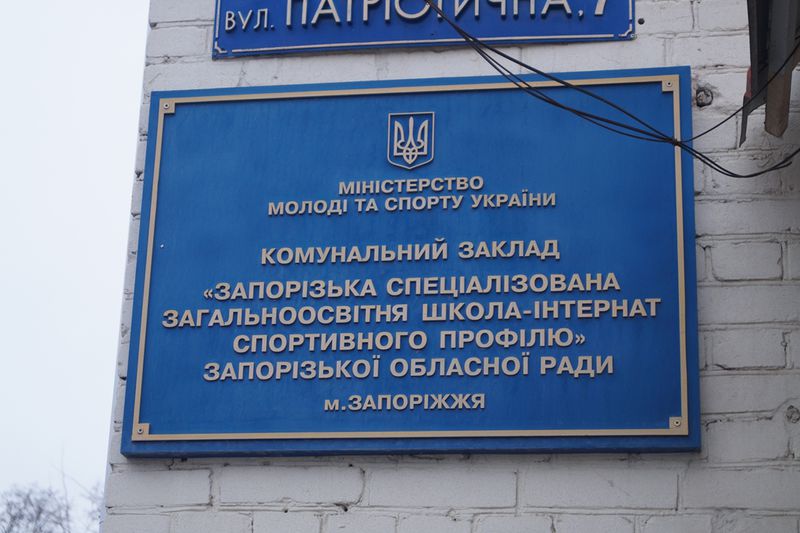 ВУЛ. ПАТРІОТИЧНА, 7
МІНІСТЕРСТВО
МОЛОДІ ТА СПОРТУ УКРАЇНИ
КОМУНАЛЬНИЙ ЗАКЛАД
«ЗАПОРІЗЬКА СПЕЦІАЛІЗОВАНА
ЗАГАЛЬНООСВІТНЯ ШКОЛА-ІНТЕРНАТ
СПОРТИВНОГО ПРОФІЛЮ»
ЗАПОРІЗЬКОЇ ОБЛАСНОЇ РАДИ
м.ЗАПОРІЖЖЯ